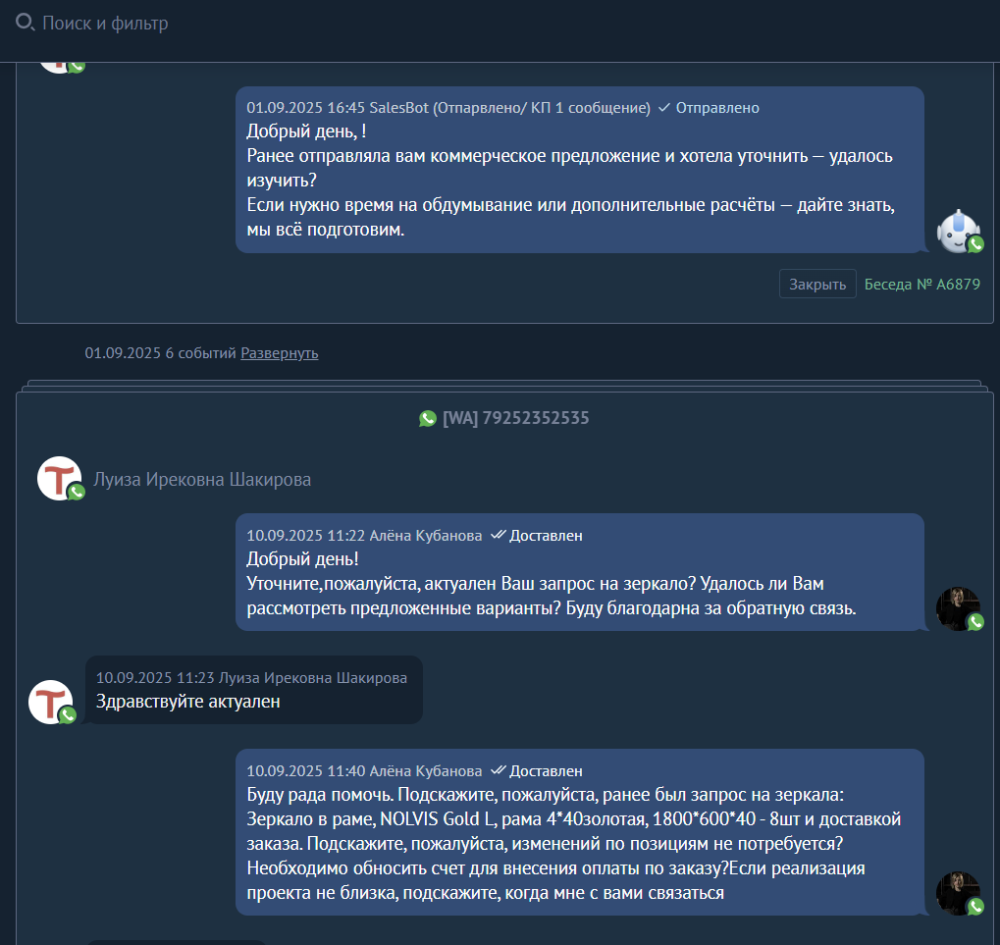 Поиск и фильтр
01.09.2025 16:45 SalesBot (Отпарвлено/ КП 1 сообщение) ✓ Отправлено
Добрый день, !
Ранее отправляла вам коммерческое предложение и хотела уточнить — удалось
изучить?
Если нужно время на обдумывание или дополнительные расчёты — дайте знать,
мы всё подготовим.
Закрыть Беседа № A6879
01.09.2025 6 событий Развернуть
[WA] 79252352535
Луиза Ирековна Шакирова
10.09.2025 11:22 Алёна Кубанова Доставлен
Добрый день!
Уточните,пожалуйста, актуален Ваш запрос на зеркало? Удалось ли Вам
рассмотреть предложенные варианты? Буду благодарна за обратную связь.
10.09.2025 11:23 Луиза Ирековна Шакирова
Здравствуйте актуален
10.09.2025 11:40 Алёна Кубанова Доставлен
Буду рада помочь. Подскажите, пожалуйста, ранее был запрос на зеркала:
Зеркало в раме, NOLVIS Gold L, рама 4*40золотая, 1800*600*40 - 8шт и доставкой
заказа. Подскажите, пожалуйста, изменений по позициям не потребуется?
Необходимо обносить счет для внесения оплаты по заказу?Если реализация
проекта не близка, подскажите, когда мне с вами связаться